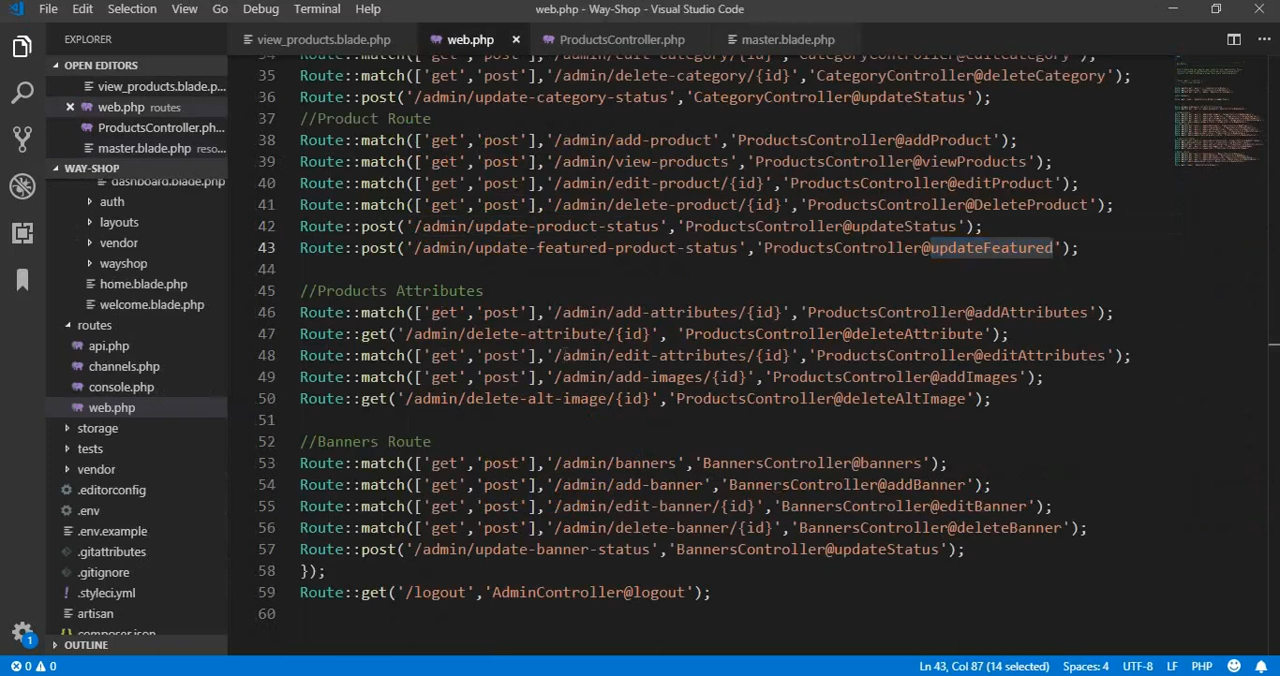 File Edit Selection View Go Debug Terminal Help
web.php - Way-Shop - Visual Studio Code
EXPLORER
OPEN EDITORS
view_products.blade.p...
web.php routes
ProductsController.ph...
master.blade.php reso...
WAY-SHOP
dashboard.blade.php
auth
layouts
vendor
wayshop
home.blade.php
welcome.blade.php
routes
api.php
channels.php
console.php
web.php
storage
tests
vendor
.editorconfig
.env
.env.example
.gitattributes
.gitignore
.styleci.yml
artisan
composer.json
OUTLINE
view_products.blade.php web.php ProductsController.php master.blade.php
35 Route::match(['get','post'],'/admin/delete-category/{id}','CategoryController@deleteCategory');
36 Route::post('/admin/update-category-status','CategoryController@updateStatus');
37 //Product Route
38 Route::match(['get','post'],'/admin/add-product','ProductsController@addProduct');
39 Route::match(['get','post'],'/admin/view-products','ProductsController@viewProducts');
40 Route::match(['get','post'],'/admin/edit-product/{id}','ProductsController@editProduct');
41 Route::match(['get','post'],'/admin/delete-product/{id}','ProductsController@DeleteProduct');
42 Route::post('/admin/update-product-status','ProductsController@updateStatus');
43 Route::post('/admin/update-featured-product-status','ProductsController@updateFeatured');
44
45 //Products Attributes
46 Route::match(['get','post'],'/admin/add-attributes/{id}','ProductsController@addAttributes');
47 Route::get('/admin/delete-attribute/{id}', 'ProductsController@deleteAttribute');
48 Route::match(['get','post'],'/admin/edit-attributes/{id}','ProductsController@editAttributes');
49 Route::match(['get','post'],'/admin/add-images/{id}','ProductsController@addImages');
50 Route::get('/admin/delete-alt-image/{id}','ProductsController@deleteAltImage');
51
52 //Banners Route
53 Route::match(['get','post'],'/admin/banners','BannersController@banners');
54 Route::match(['get','post'],'/admin/add-banner','BannersController@addBanner');
55 Route::match(['get','post'],'/admin/edit-banner/{id}','BannersController@editBanner');
56 Route::match(['get','post'],'/admin/delete-banner/{id}','BannersController@deleteBanner');
57 Route::post('/admin/update-banner-status','BannersController@updateStatus');
58 });
59 Route::get('/logout','AdminController@logout');
60
1
0 0 Ln 43, Col 87 (14 selected) Spaces: 4 UTF-8 LF PHP